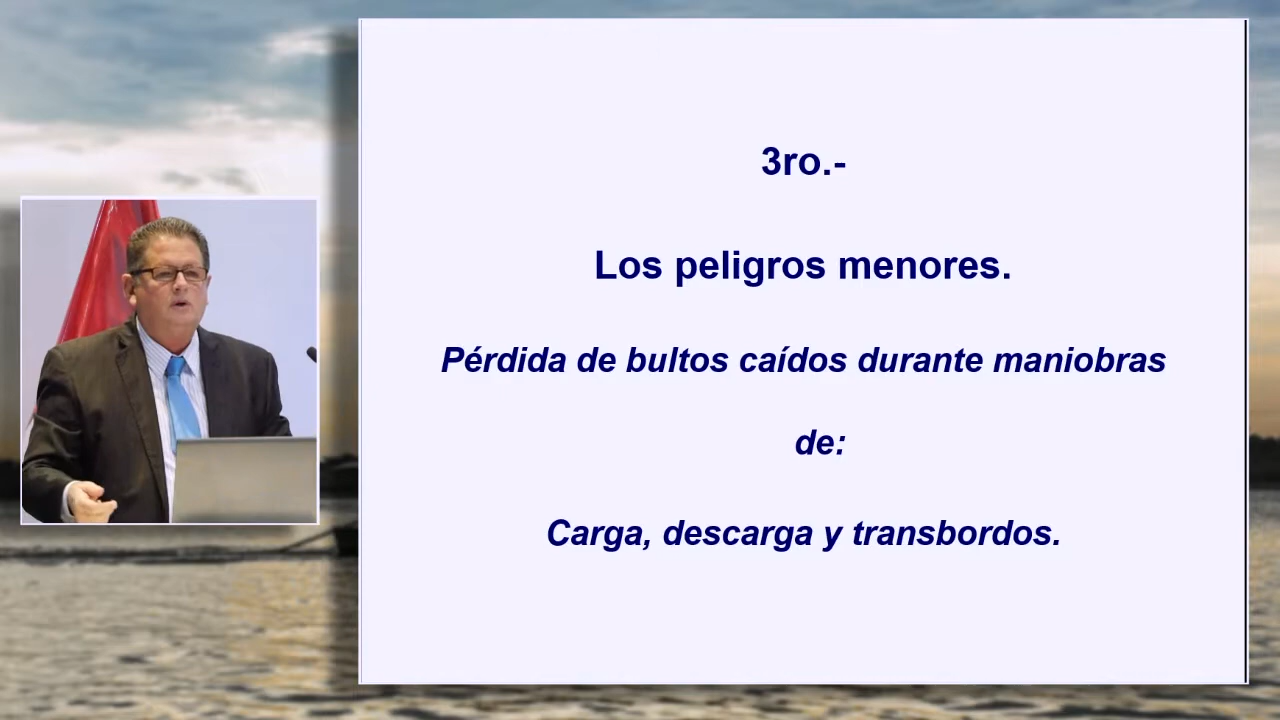 3ro.-
Los peligros menores.
Pérdida de bultos caídos durante maniobras
de:
Carga, descarga y transbordos.